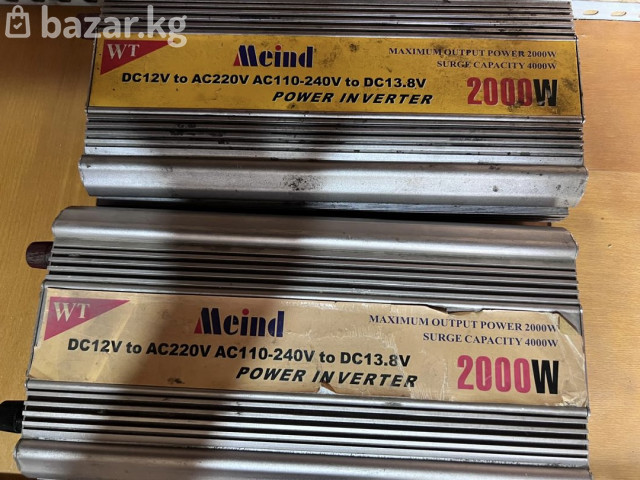 bazar.kg
WT
Meind
MAXIMUM OUTPUT POWER 2000W
SURGE CAPACITY 4000W
DC12V to AC220V AC110-240V to DC13.8V
POWER INVERTER
2000W
WT
Meind
MAXIMUM OUTPUT POWER 2000W
SURGE CAPACITY 4000W
DC12V to AC220V AC110-240V to DC13.8V
POWER INVERTER
2000W